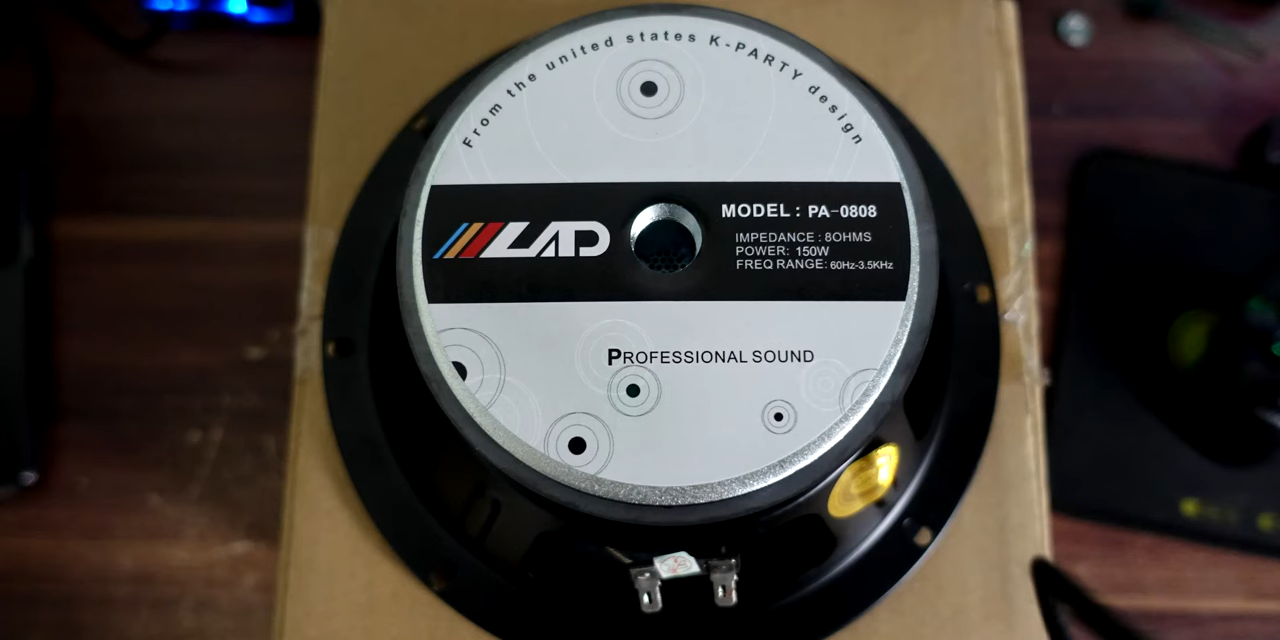 From the united states K-PARTY design
LAD
MODEL : PA-0808
IMPEDANCE : 8OHMS
POWER: 150W
FREQ RANGE: 60Hz-3.5KHz
PROFESSIONAL SOUND